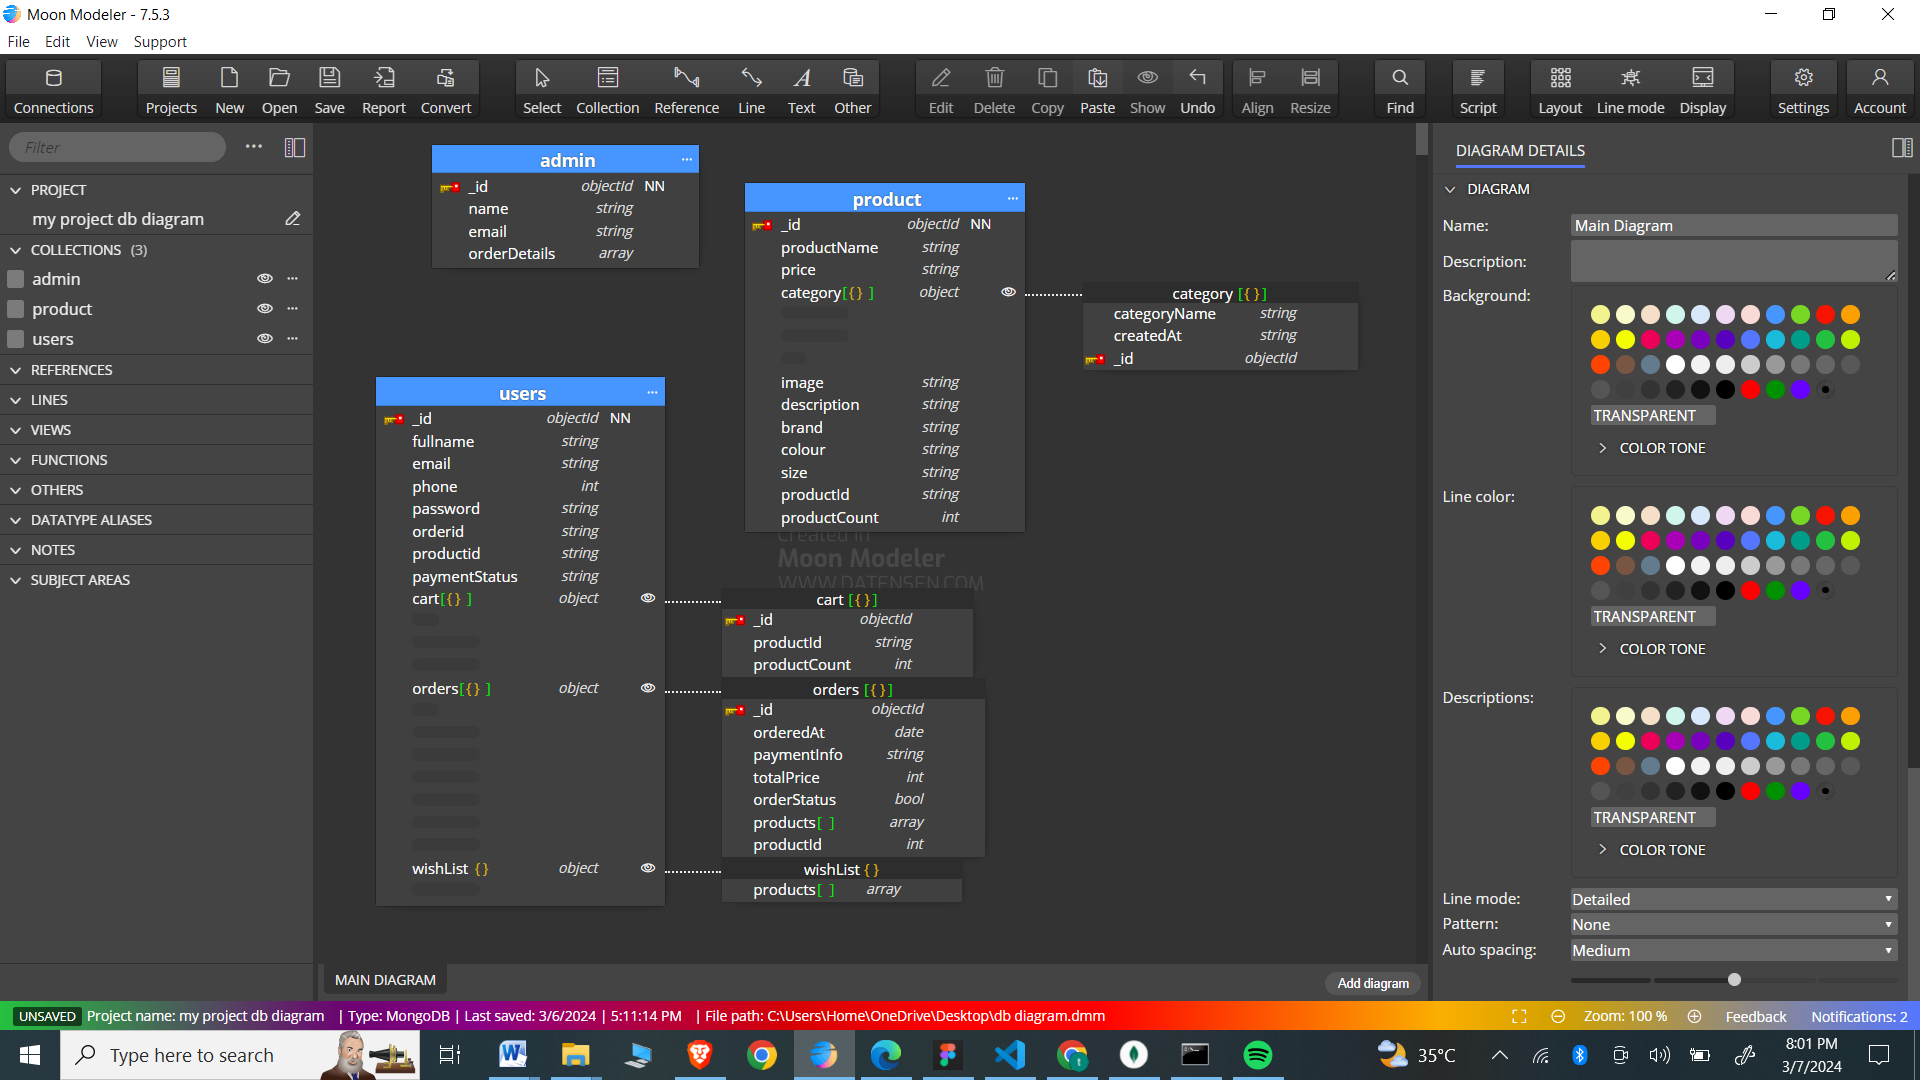 Moon Modeler - 7.5.3
File Edit View Support
Connections Projects New Open Save Report Convert Select Collection Reference Line Text Other Edit Delete Copy Paste Show Undo Align Resize Find Script Layout Line mode Display Settings Account
Filter
PROJECT
my project db diagram
COLLECTIONS (3)
admin
product
users
REFERENCES
LINES
VIEWS
FUNCTIONS
OTHERS
DATATYPE ALIASES
NOTES
SUBJECT AREAS
admin
_id objectId NN
name string
email string
orderDetails array
product
_id objectId NN
productName string
price string
category[{} ] object
image string
description string
brand string
colour string
size string
productId string
productCount int
category [{}]
categoryName string
createdAt string
_id objectId
users
_id objectId NN
fullname string
email string
phone int
password string
orderid string
productid string
paymentStatus string
cart[{} ] object
orders[{} ] object
wishList {} object
Created in
Moon Modeler
WWW.DATENSEN.COM
cart [{}]
_id objectId
productId string
productCount int
orders [{}]
_id objectId
orderedAt date
paymentInfo string
totalPrice int
orderStatus bool
products[ ] array
productId int
wishList {}
products[ ] array
MAIN DIAGRAM
Add diagram
DIAGRAM DETAILS
DIAGRAM
Name: Main Diagram
Description:
Background:
TRANSPARENT
COLOR TONE
Line color:
TRANSPARENT
COLOR TONE
Descriptions:
TRANSPARENT
COLOR TONE
Line mode: Detailed
Pattern: None
Auto spacing: Medium
UNSAVED Project name: my project db diagram | Type: MongoDB | Last saved: 3/6/2024 | 5:11:14 PM | File path: C:\Users\Home\OneDrive\Desktop\db diagram.dmm Zoom: 100 % Feedback Notifications: 2
Type here to search
35°C
8:01 PM
3/7/2024